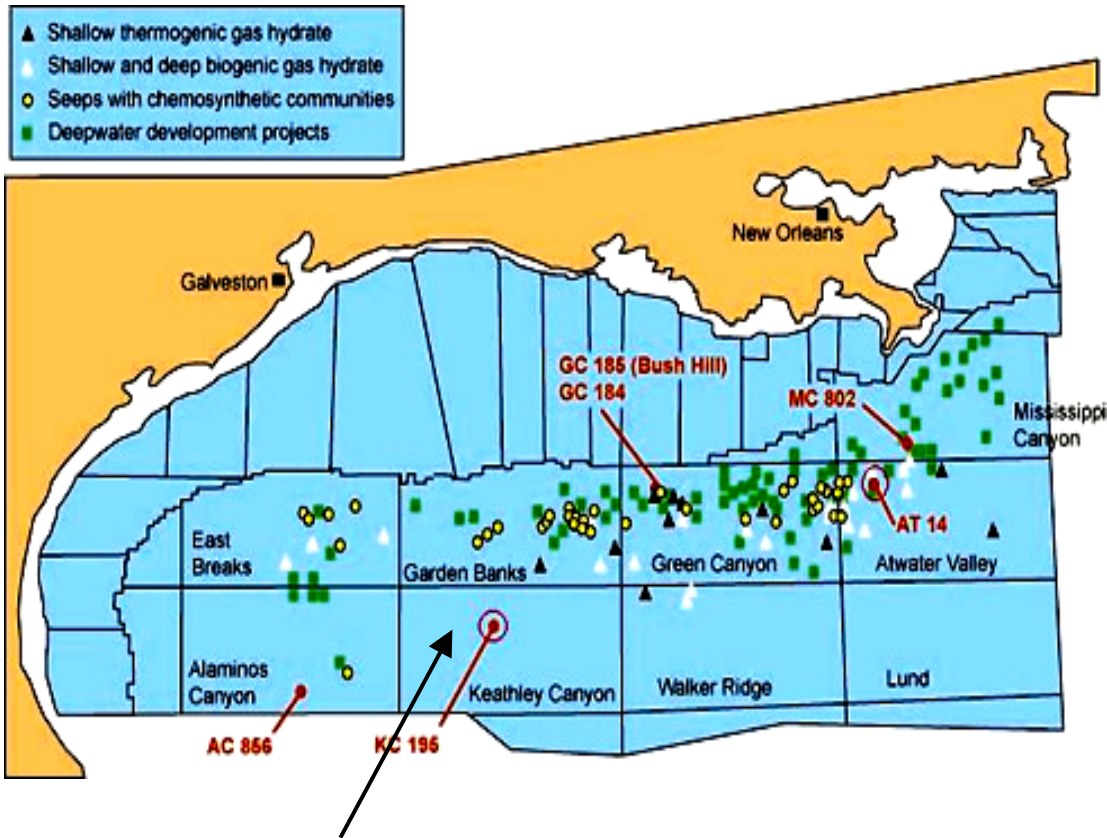 Shallow thermogenic gas hydrate
Shallow and deep biogenic gas hydrate
Seeps with chemosynthetic communities
Deepwater development projects
New Orleans
Galveston
GC 185 (Bush Hill)
GC 184
MC 802
Mississippi
Canyon
AT 14
East
Breaks
Garden Banks
Green Canyon
Atwater Valley
Alaminos
Canyon
Keathley Canyon
Walker Ridge
Lund
AC 856
KC 195